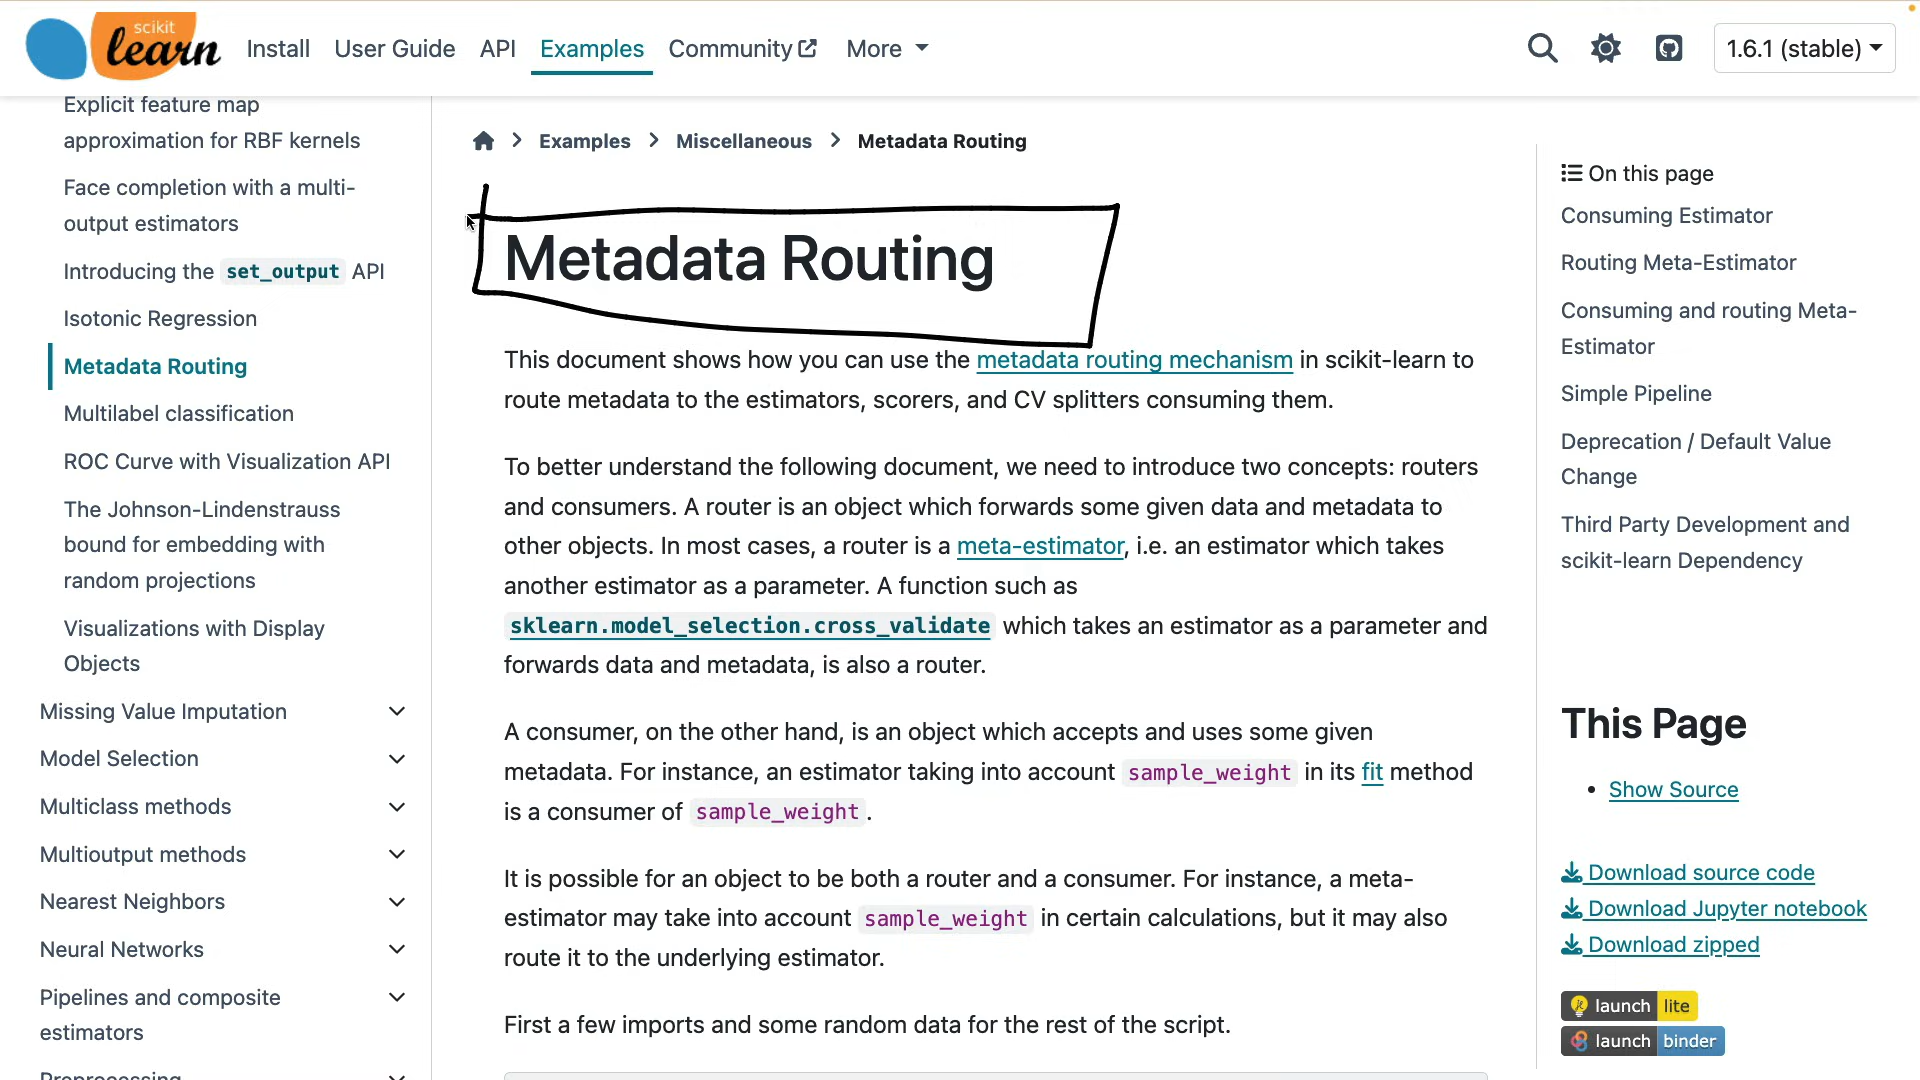 scikit
learn
Install User Guide API Examples Community More
1.6.1 (stable)
Explicit feature map
approximation for RBF kernels
Face completion with a multi-
output estimators
Introducing the set_output API
Isotonic Regression
Metadata Routing
Multilabel classification
ROC Curve with Visualization API
The Johnson-Lindenstrauss
bound for embedding with
random projections
Visualizations with Display
Objects
Missing Value Imputation
Model Selection
Multiclass methods
Multioutput methods
Nearest Neighbors
Neural Networks
Pipelines and composite
estimators
Preprocessing
Examples Miscellaneous Metadata Routing
Metadata Routing
This document shows how you can use the metadata routing mechanism in scikit-learn to
route metadata to the estimators, scorers, and CV splitters consuming them.
To better understand the following document, we need to introduce two concepts: routers
and consumers. A router is an object which forwards some given data and metadata to
other objects. In most cases, a router is a meta-estimator, i.e. an estimator which takes
another estimator as a parameter. A function such as
sklearn.model_selection.cross_validate which takes an estimator as a parameter and
forwards data and metadata, is also a router.
A consumer, on the other hand, is an object which accepts and uses some given
metadata. For instance, an estimator taking into account sample_weight in its fit method
is a consumer of sample_weight.
It is possible for an object to be both a router and a consumer. For instance, a meta-
estimator may take into account sample_weight in certain calculations, but it may also
route it to the underlying estimator.
First a few imports and some random data for the rest of the script.
On this page
Consuming Estimator
Routing Meta-Estimator
Consuming and routing Meta-
Estimator
Simple Pipeline
Deprecation / Default Value
Change
Third Party Development and
scikit-learn Dependency
This Page
• Show Source
Download source code
Download Jupyter notebook
Download zipped
launch lite
launch binder